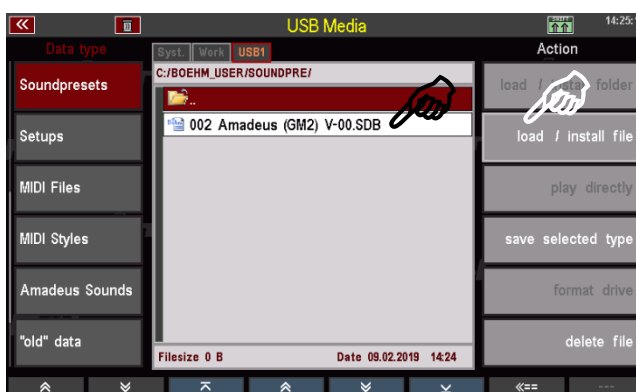 USB Media
14:25:
Data type
Syst. Work USB1
Action
C:/BOEHM_USER/SOUNDPRE/
Soundpresets
..
load / folder
002 Amadeus (GM2) V-00.SDB
Setups
load / install file
MIDI Files
play directly
MIDI Styles
save selected type
Amadeus Sounds
format drive
"old" data
delete file
Filesize 0 B Date 09.02.2019 14:24
«==
---